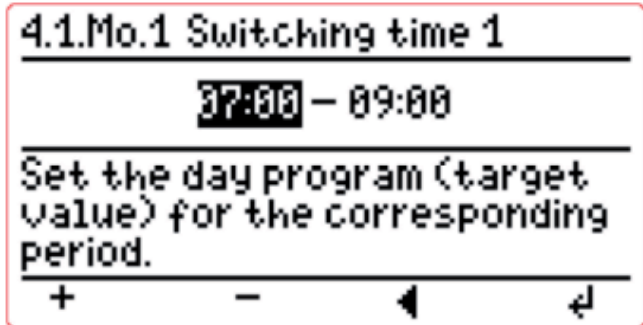 4.1.Mo.1 Switching time 1
07:00 – 09:00
Set the day program (target
value) for the corresponding
period.
+ – ◀ ↲